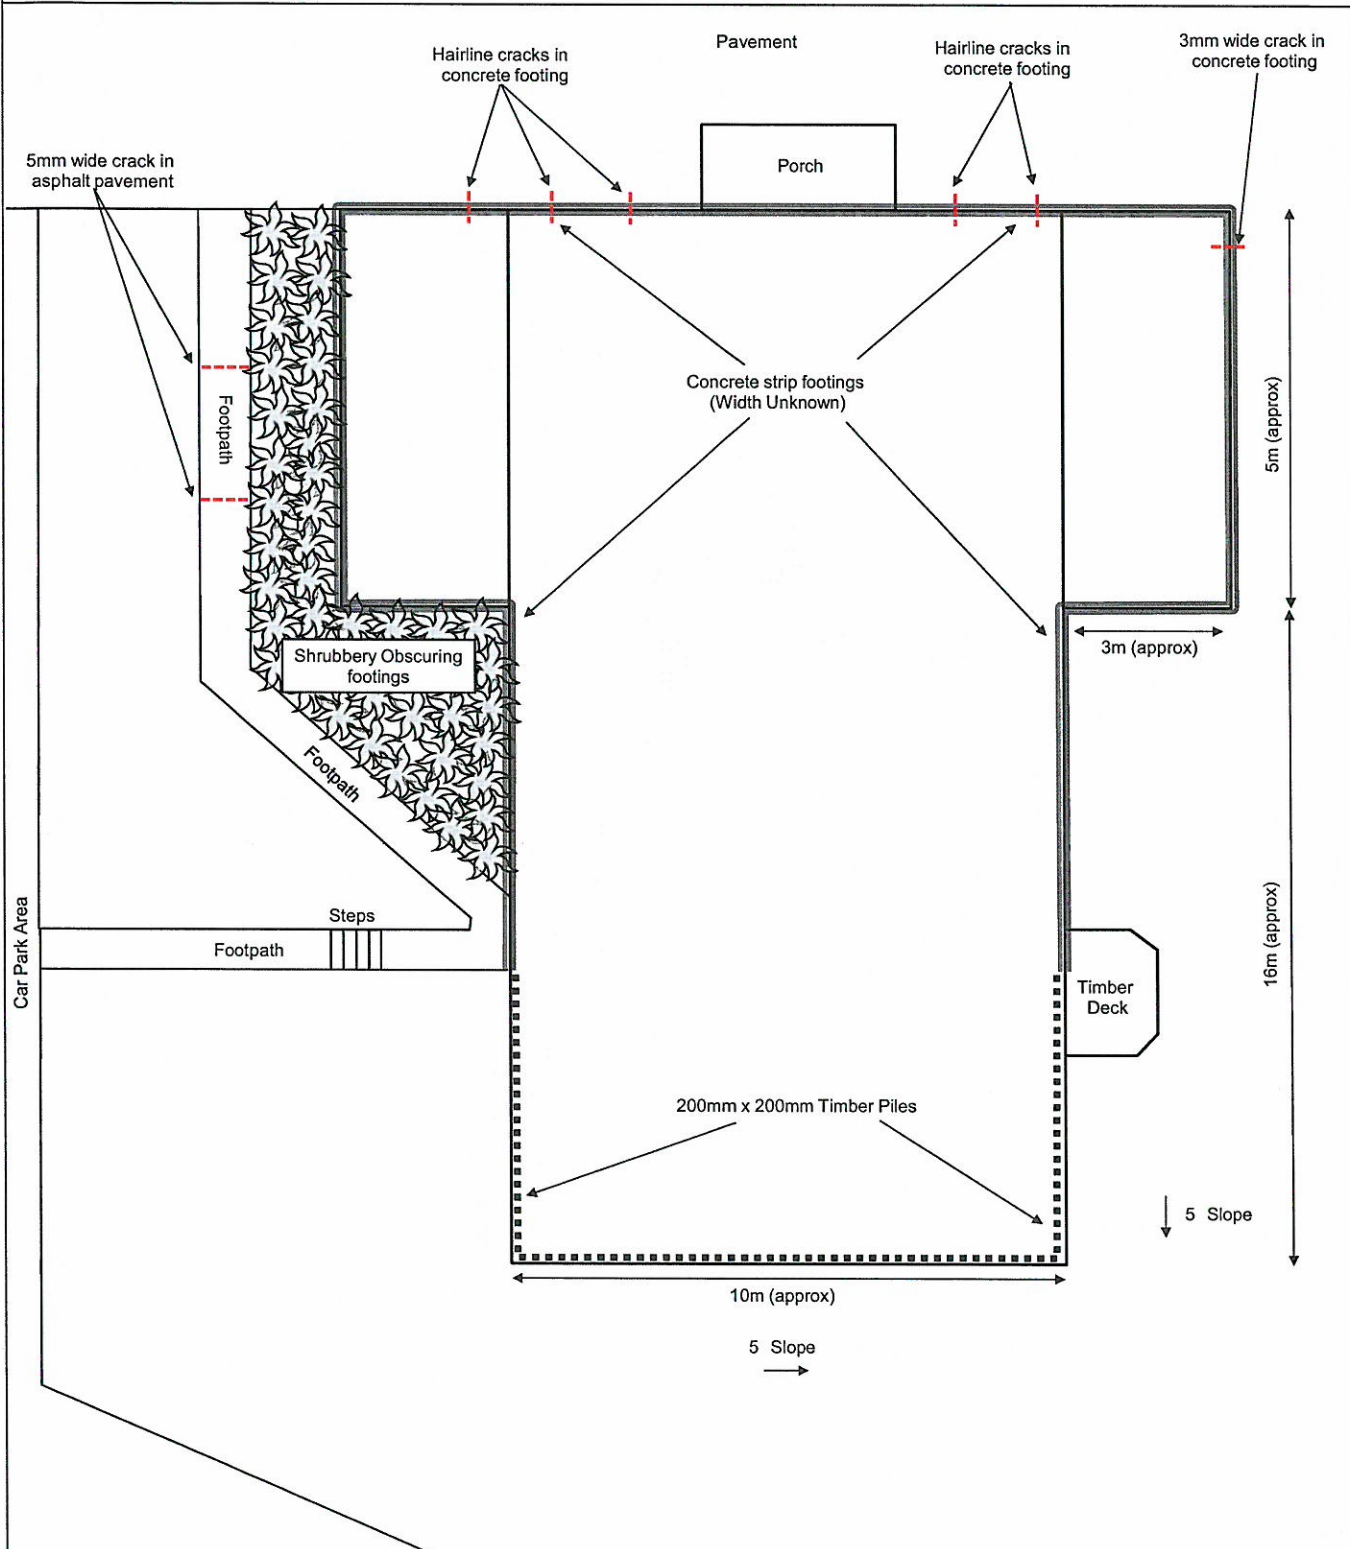 Pavement
Hairline cracks in
concrete footing
Hairline cracks in
concrete footing
3mm wide crack in
concrete footing
5mm wide crack in
asphalt pavement
Porch
Concrete strip footings
(Width Unknown)
Footpath
5m (approx)
3m (approx)
Shrubbery Obscuring
footings
Footpath
Steps
Footpath
Car Park Area
16m (approx)
Timber
Deck
200mm x 200mm Timber Piles
5 Slope
10m (approx)
5 Slope